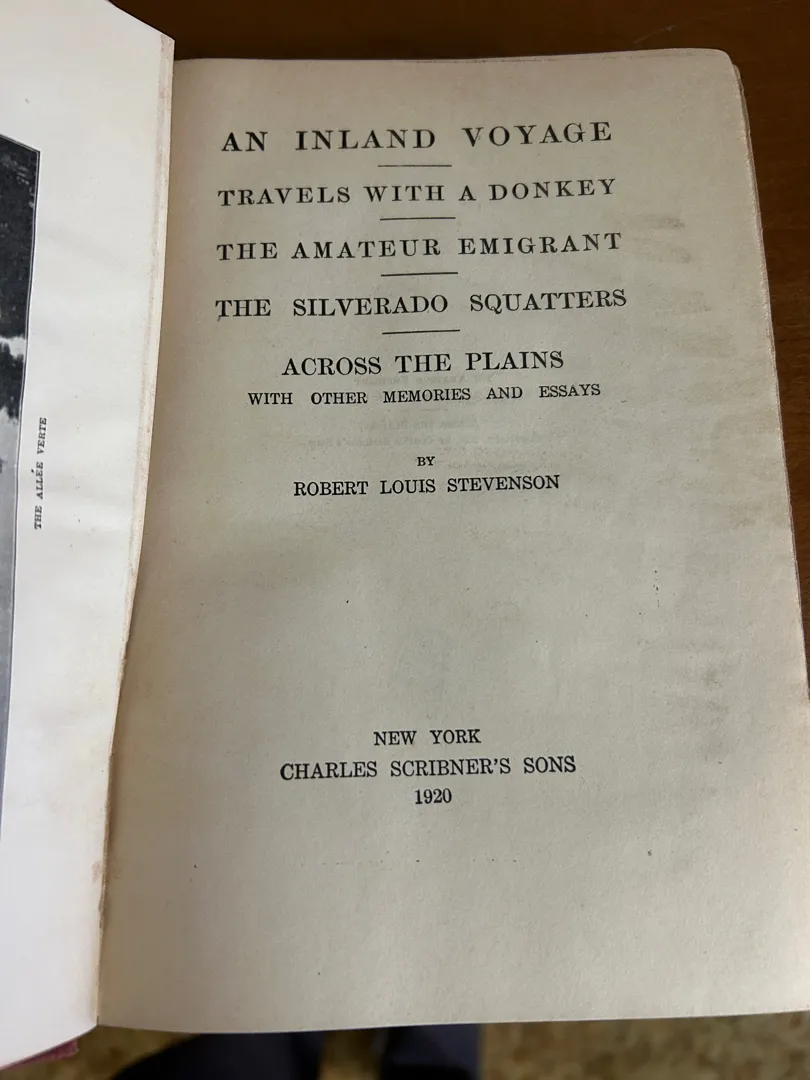 THE ALLÉE VERTE
AN INLAND VOYAGE
TRAVELS WITH A DONKEY
THE AMATEUR EMIGRANT
THE SILVERADO SQUATTERS
ACROSS THE PLAINS
WITH OTHER MEMORIES AND ESSAYS
BY
ROBERT LOUIS STEVENSON
NEW YORK
CHARLES SCRIBNER'S SONS
1920